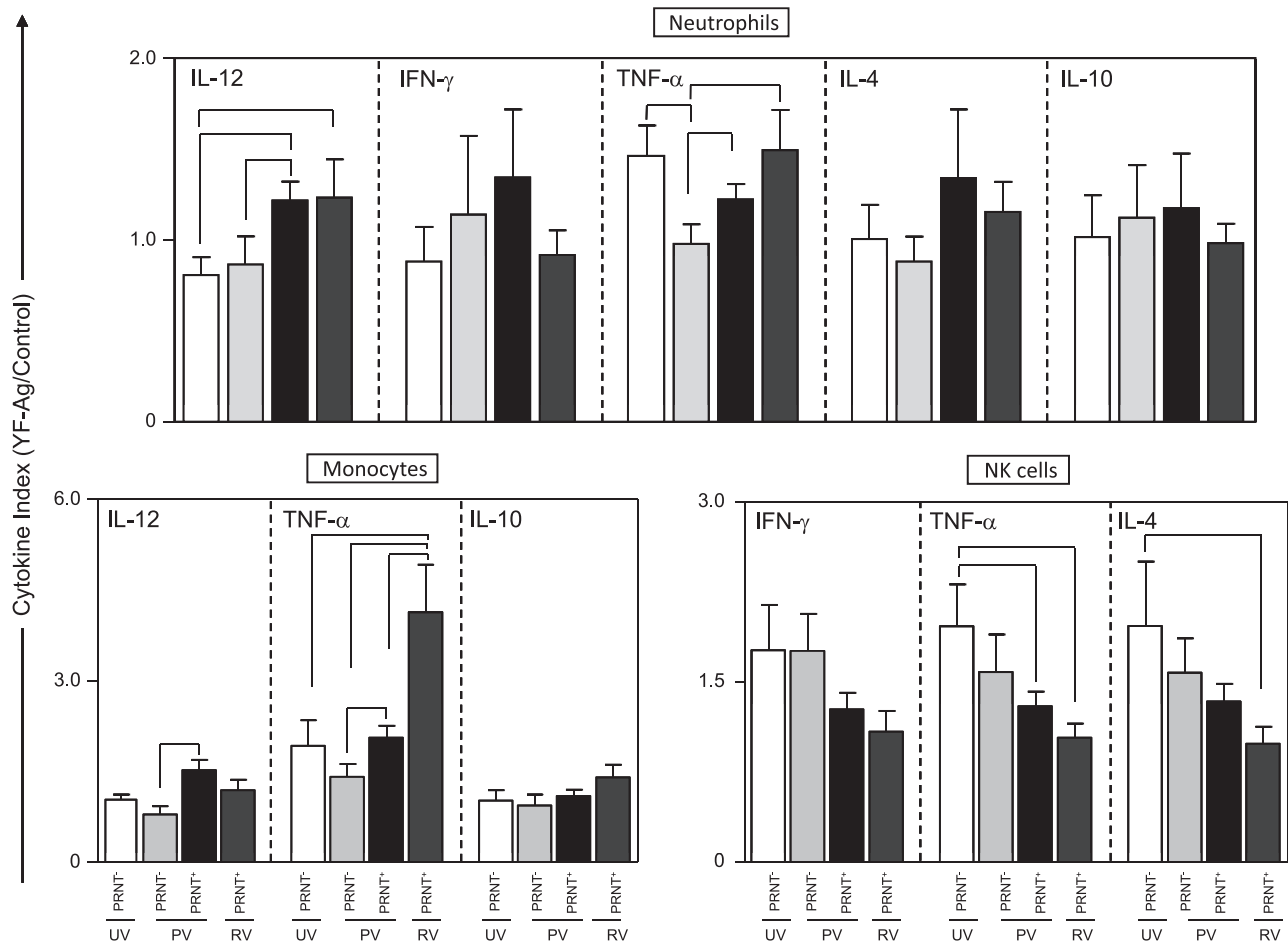 Neutrophils
2.0
1.0
0
IL-12
IFN-γ
TNF-α
IL-4
IL-10
Cytokine Index (YF-Ag/Control)
Monocytes
6.0
3.0
0
IL-12
TNF-α
IL-10
PRNT- PRNT- PRNT+ PRNT+ PRNT- PRNT- PRNT+ PRNT+ PRNT- PRNT- PRNT+ PRNT+
UV PV RV UV PV RV UV PV RV
NK cells
3.0
1.5
0
IFN-γ
TNF-α
IL-4
PRNT- PRNT- PRNT+ PRNT+ PRNT- PRNT- PRNT+ PRNT+ PRNT- PRNT- PRNT+ PRNT+
UV PV RV UV PV RV UV PV RV